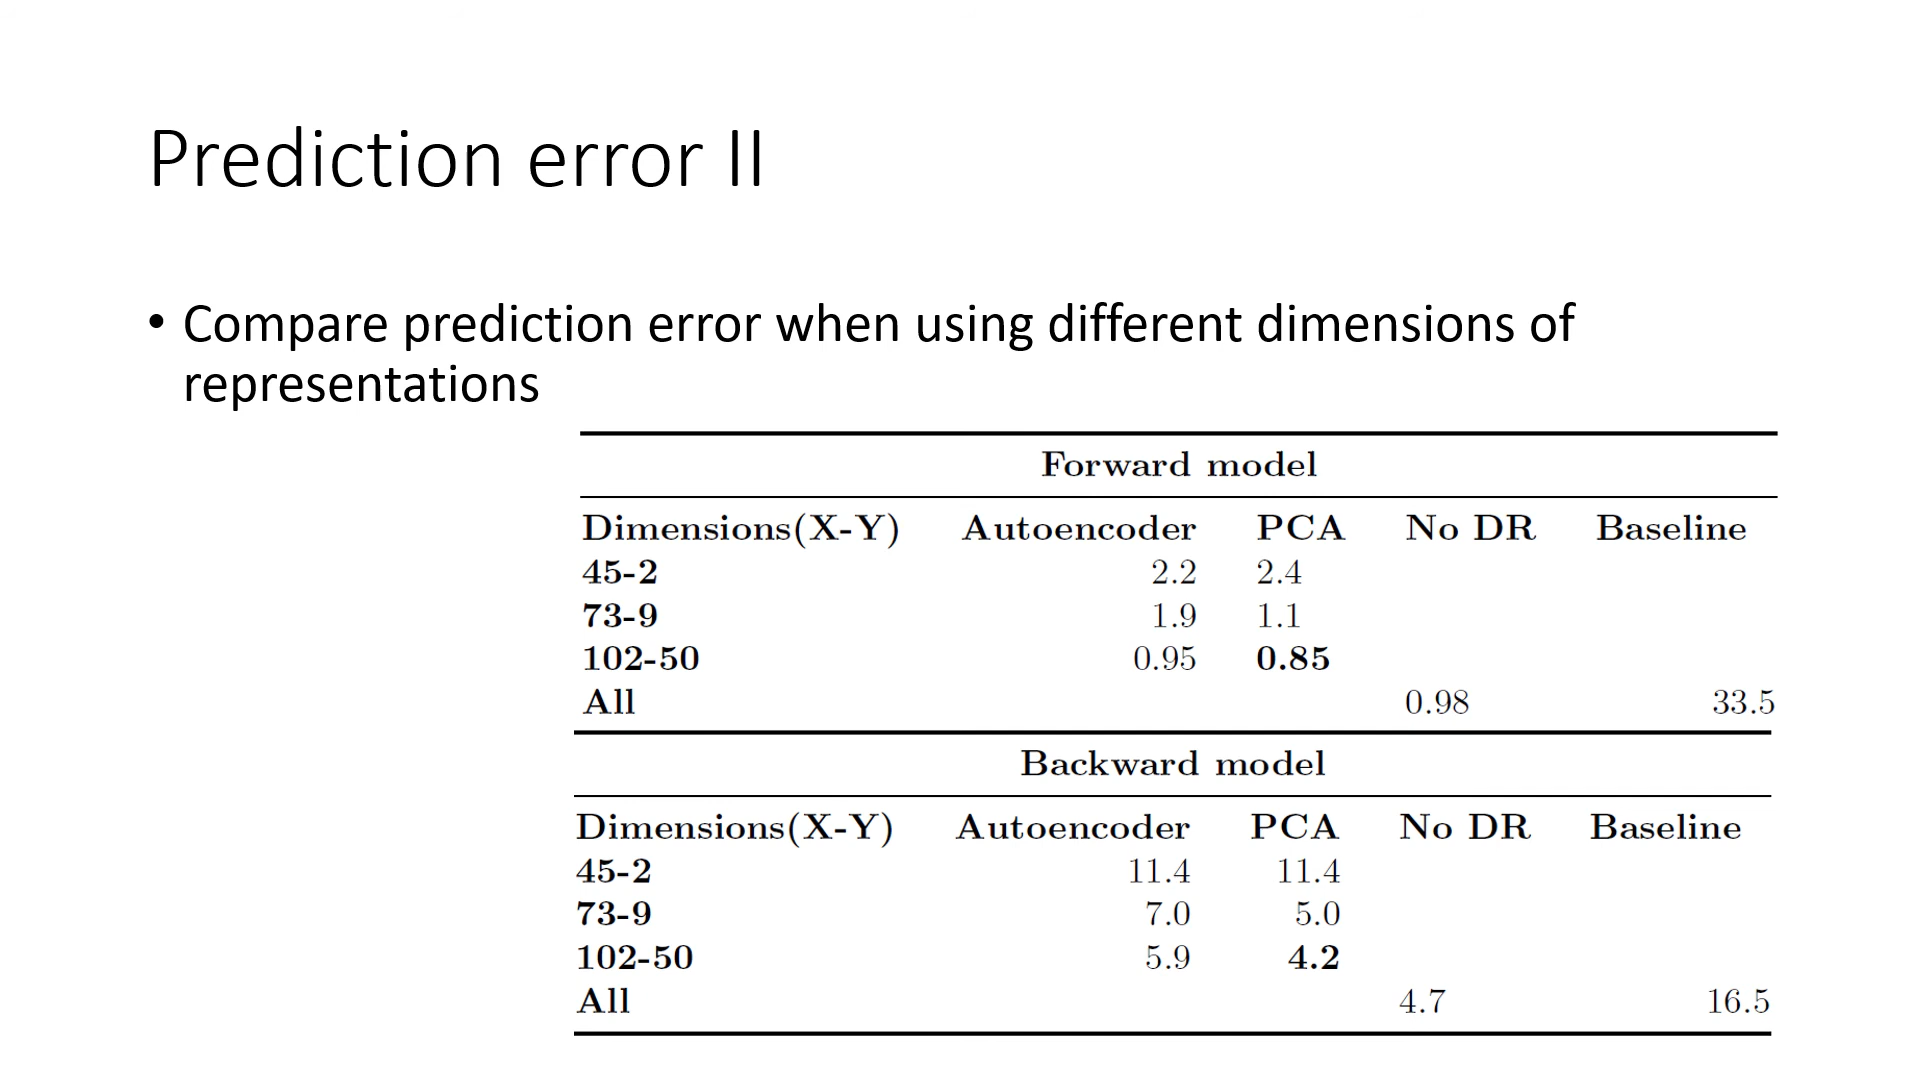 Prediction error II
• Compare prediction error when using different dimensions of
representations
Forward model
Dimensions(X-Y) Autoencoder PCA No DR Baseline
45-2 2.2 2.4
73-9 1.9 1.1
102-50 0.95 0.85
All 0.98 33.5
Backward model
Dimensions(X-Y) Autoencoder PCA No DR Baseline
45-2 11.4 11.4
73-9 7.0 5.0
102-50 5.9 4.2
All 4.7 16.5